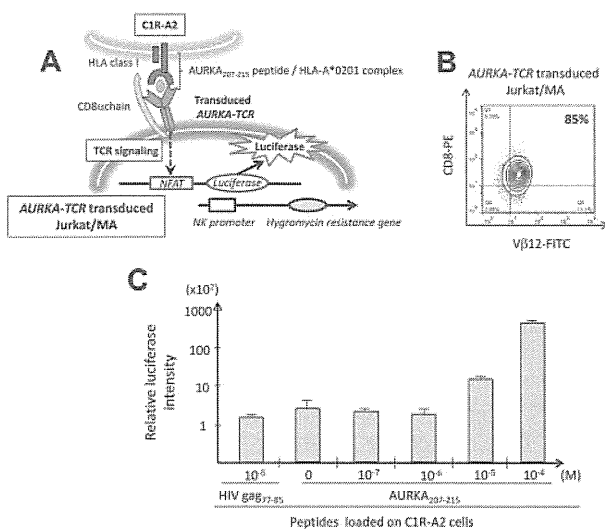 A
C1R-A2
HLA class I
AURKA207-215 peptide / HLA-A*0201 complex
CD8αchain
Transduced
AURKA-TCR
TCR signaling
Luciferase
NFAT
Luciferase
AURKA-TCR transduced
Jurkat/MA
NK promoter
Hygromycin resistance gene
B
AURKA-TCR transduced
Jurkat/MA
85%
CD8-PE
Vβ12-FITC
C
(x10²)
1000
100
10
1
Relative luciferase
intensity
10⁻⁵ 0 10⁻⁷ 10⁻⁶ 10⁻⁵ 10⁻⁴ (M)
HIV gag77-85 AURKA207-215
Peptides loaded on C1R-A2 cells